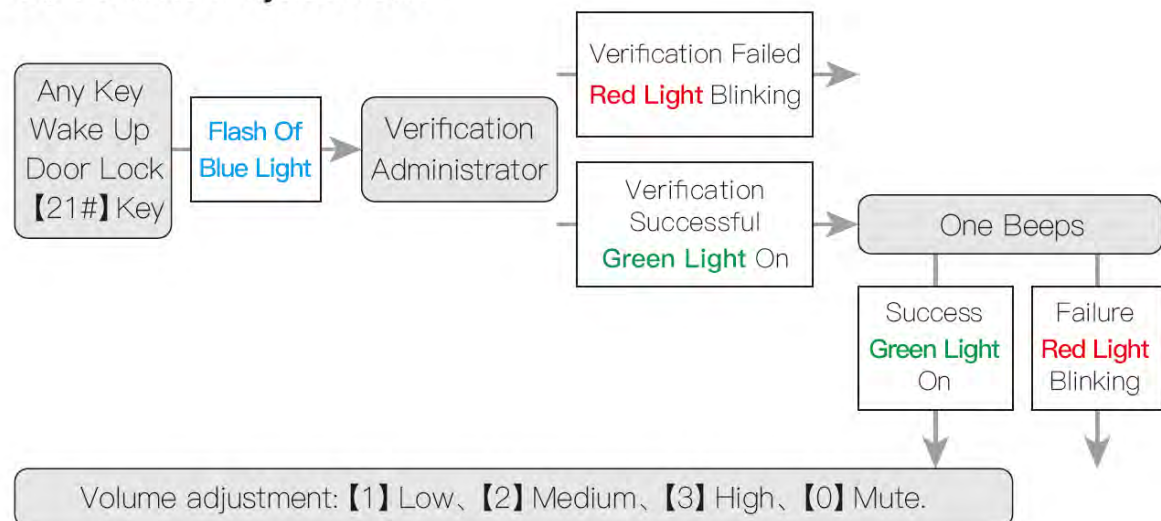 Any Key
Wake Up
Door Lock
【21#】Key
Flash Of
Blue Light
Verification
Administrator
Verification Failed
Red Light Blinking
Verification
Successful
Green Light On
One Beeps
Success
Green Light
On
Failure
Red Light
Blinking
Volume adjustment:【1】Low、【2】Medium、【3】High、【0】Mute.